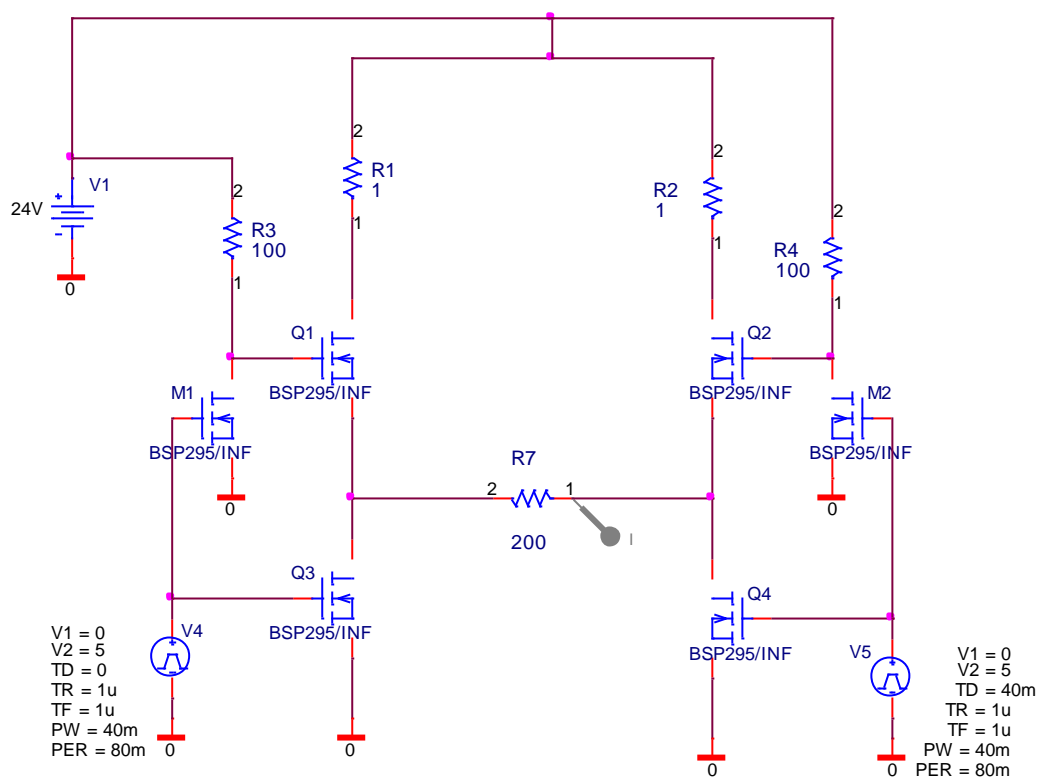 2
2
V1
R1
1
R2
1
24V
2
2
R3
100
R4
100
1
1
0
1
1
Q1
Q2
BSP295/INF
BSP295/INF
M1
M2
BSP295/INF
BSP295/INF
R7
2
1
0
0
200
I
Q3
Q4
BSP295/INF
BSP295/INF
V4
V1 = 0
V2 = 5
TD = 0
TR = 1u
TF = 1u
PW = 40m
PER = 80m
V5
V1 = 0
V2 = 5
TD = 40m
TR = 1u
TF = 1u
PW = 40m
PER = 80m
0
0
0
0